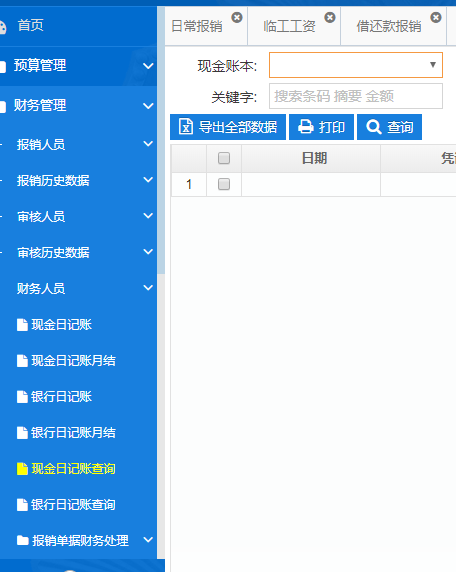 首页
预算管理
财务管理
报销人员
报销历史数据
审核人员
审核历史数据
财务人员
现金日记账
现金日记账月结
银行日记账
银行日记账月结
现金日记账查询
银行日记账查询
报销单据财务处理
日常报销 临工工资 借还款报销
现金账本:
关键字: 搜索条码 摘要 金额
导出全部数据 打印 查询
日期
1